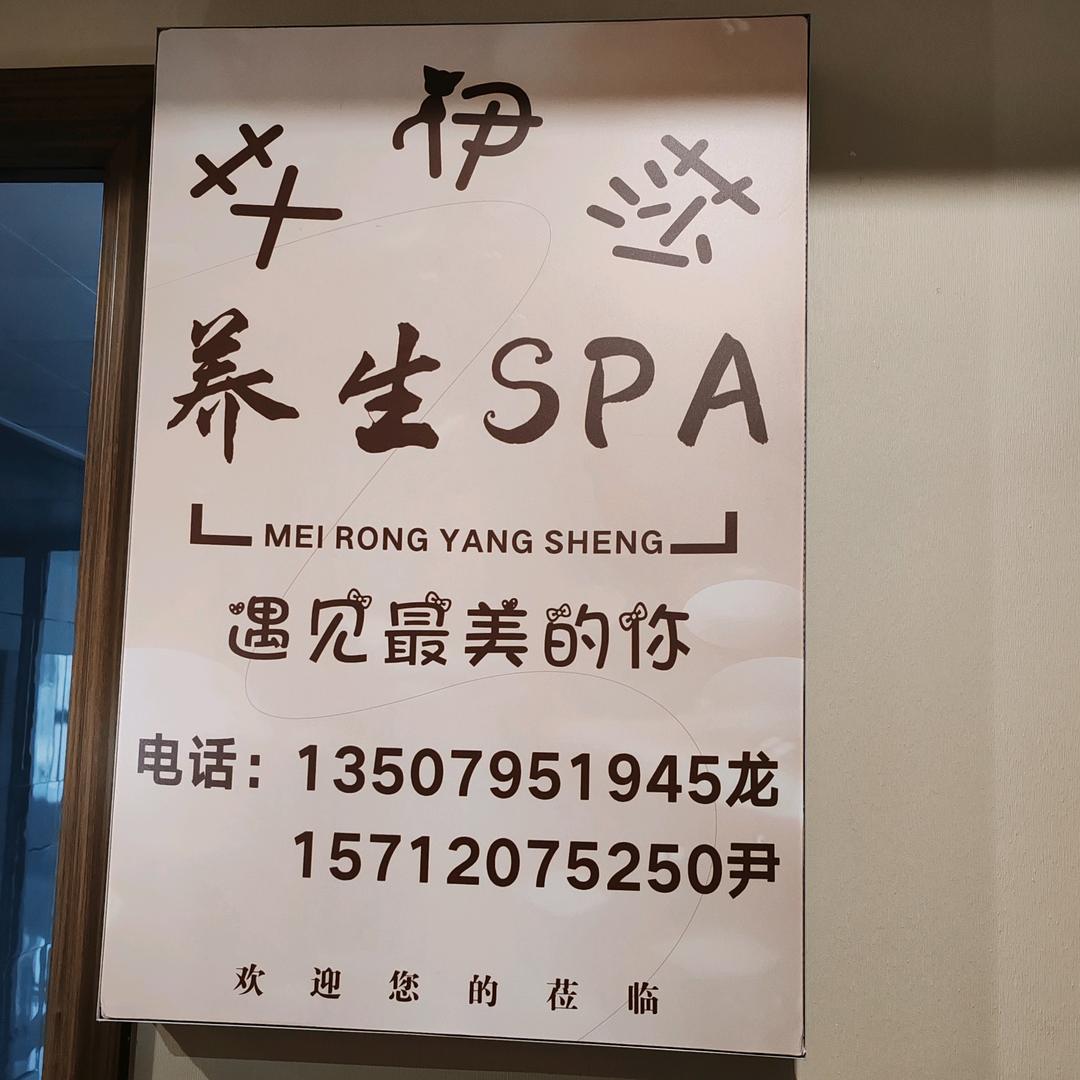 艾伊莎
养生SPA
MEI RONG YANG SHENG
遇见最美的你
电话：13507951945龙
15712075250尹
欢迎您的莅临